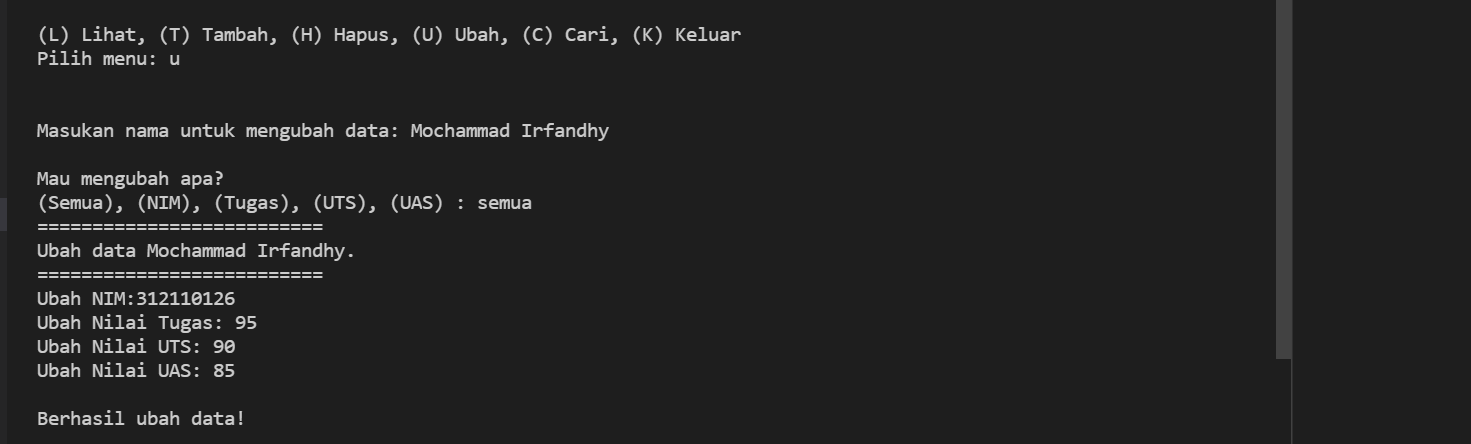 (L) Lihat, (T) Tambah, (H) Hapus, (U) Ubah, (C) Cari, (K) Keluar
Pilih menu: u
Masukan nama untuk mengubah data: Mochammad Irfandhy
Mau mengubah apa?
(Semua), (NIM), (Tugas), (UTS), (UAS) : semua
==========================
Ubah data Mochammad Irfandhy.
==========================
Ubah NIM:312110126
Ubah Nilai Tugas: 95
Ubah Nilai UTS: 90
Ubah Nilai UAS: 85
Berhasil ubah data!